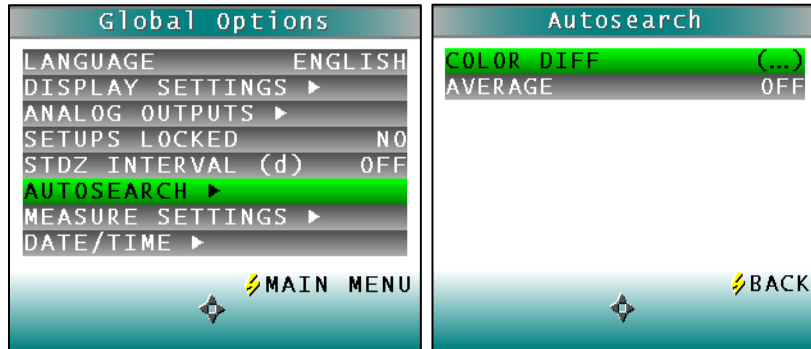 Global Options
LANGUAGE ENGLISH
DISPLAY SETTINGS ▶
ANALOG OUTPUTS ▶
SETUPS LOCKED NO
STDZ INTERVAL (d) OFF
AUTOSEARCH ▶
MEASURE SETTINGS ▶
DATE/TIME ▶
MAIN MENU
Autosearch
COLOR DIFF (...)
AVERAGE OFF
BACK